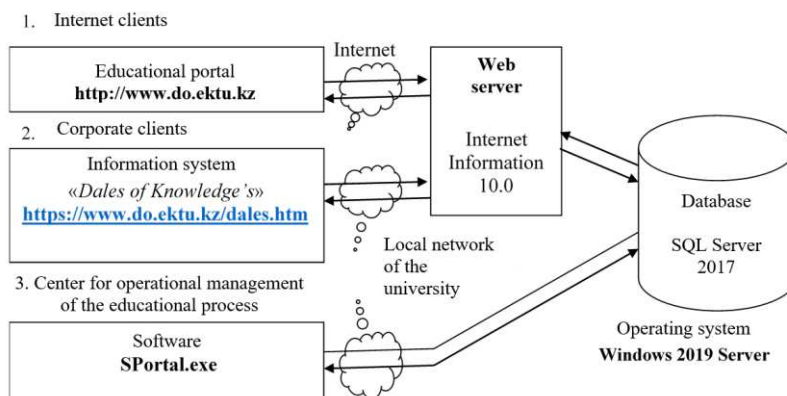 1. Internet clients
Internet
Educational portal
http://www.do.ektu.kz
2. Corporate clients
Information system
«Dales of Knowledge's»
https://www.do.ektu.kz/dales.htm
Web
server
Internet
Information
10.0
Database
SQL Server
2017
Local network
of the
university
3. Center for operational management
of the educational process
Software
SPortal.exe
Operating system
Windows 2019 Server